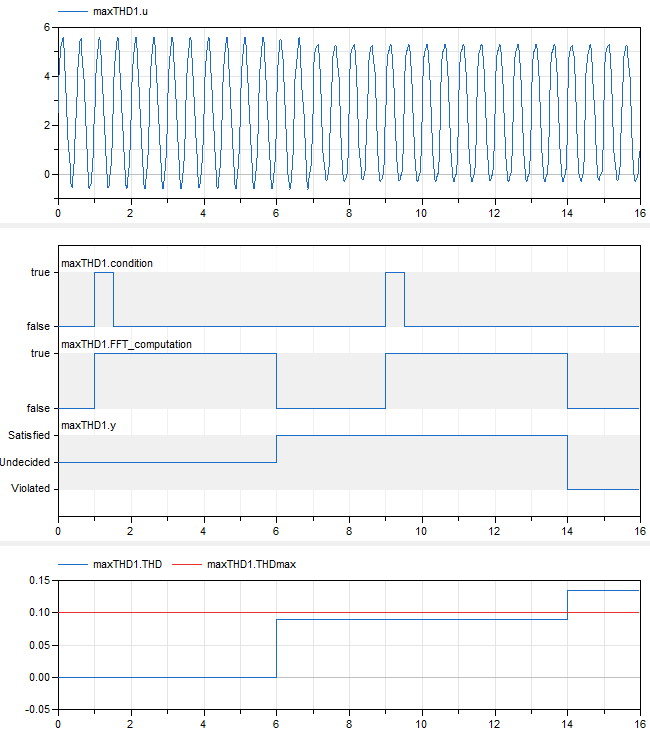 maxTHD1.u
6
4
2
0
0 2 4 6 8 10 12 14 16
maxTHD1.condition
true
false
maxTHD1.FFT_computation
true
false
maxTHD1.y
Satisfied
Undecided
Violated
0 2 4 6 8 10 12 14 16
maxTHD1.THD maxTHD1.THDmax
0.15
0.10
0.05
0.00
-0.05
0 2 4 6 8 10 12 14 16